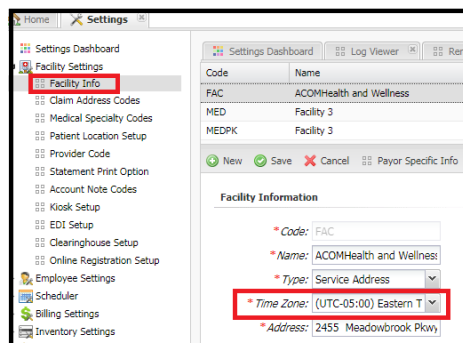 Home Settings
Settings Dashboard
Facility Settings
Facility Info
Claim Address Codes
Medical Specialty Codes
Patient Location Setup
Provider Code
Statement Print Option
Account Note Codes
Kiosk Setup
EDI Setup
Clearinghouse Setup
Online Registration Setup
Employee Settings
Scheduler
Billing Settings
Inventory Settings
Settings Dashboard Log Viewer
Code Name
FAC ACOMHealth and Wellness
MED Facility 3
MEDPK Facility 3
New Save Cancel Payor Specific Info
Facility Information
*Code: FAC
*Name: ACOMHealth and Wellness
*Type: Service Address
*Time Zone: (UTC-05:00) Eastern T
*Address: 2455 Meadowbrook Pkwy